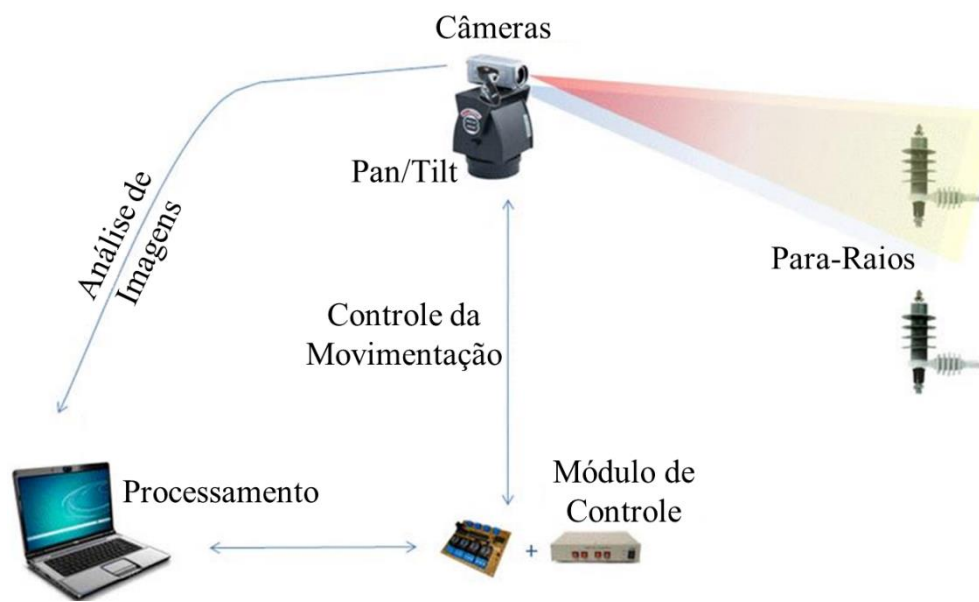 Câmeras
Pan/Tilt
Análise de
Imagens
Para-Raios
Controle da
Movimentação
Processamento
Módulo de
Controle
+